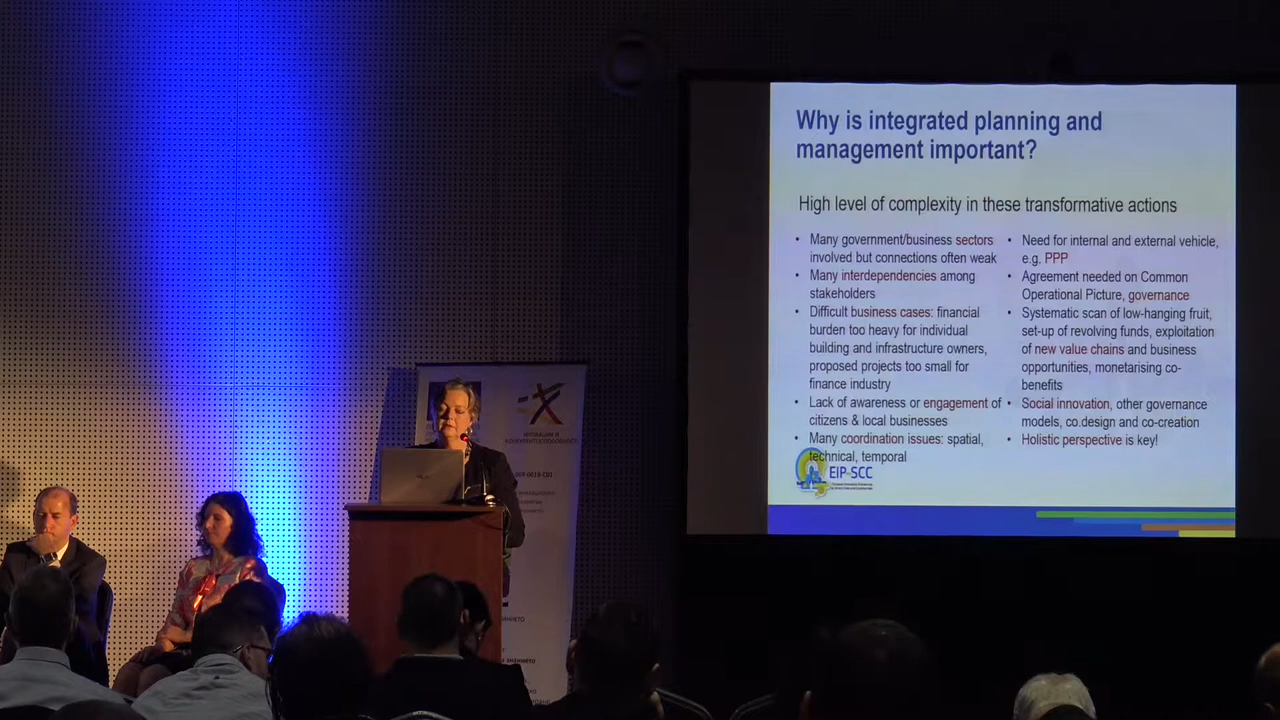 Why is integrated planning and
management important?
High level of complexity in these transformative actions
• Many government/business sectors
involved but connections often weak
• Many interdependencies among
stakeholders
• Difficult business cases: financial
burden too heavy for individual
building and infrastructure owners,
proposed projects too small for
finance industry
• Lack of awareness or engagement of
citizens & local businesses
• Many coordination issues: spatial,
technical, temporal
• Need for internal and external vehicle,
e.g. PPP
• Agreement needed on Common
Operational Picture, governance
• Systematic scan of low-hanging fruit,
set-up of revolving funds, exploitation
of new value chains and business
opportunities, monetarising co-
benefits
• Social innovation, other governance
models, co.design and co-creation
• Holistic perspective is key!
EIP-SCC
ИНОВАЦИИ И
КОНКУРЕНТОСПОСОБНОСТ